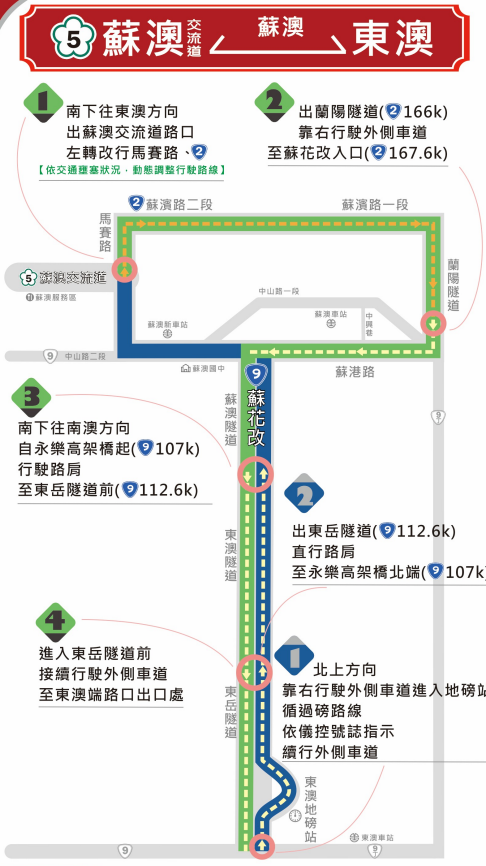 5 蘇澳交流道 蘇澳 東澳
1
南下往東澳方向
出蘇澳交流道路口
左轉改行馬賽路、2
【依交通壅塞狀況,動態調整行駛路線】
2
出蘭陽隧道(2 166k)
靠右行駛外側車道
至蘇花改入口(2 167.6k)
2 蘇濱路二段
蘇濱路一段
馬賽路
5 蘇澳交流道
蘇澳服務區
蘭陽隧道
中山路一段
蘇澳新車站
蘇澳車站
中興巷
9 中山路二段
蘇澳國中
蘇港路
9 蘇花改
3
南下往南澳方向
自永樂高架橋起(9 107k)
行駛路肩
至東岳隧道前(9 112.6k)
蘇澳隧道
9
2
出東岳隧道(9 112.6k)
直行路肩
至永樂高架橋北端(9 107k
東澳隧道
4
進入東岳隧道前
接續行駛外側車道
至東澳端路口出口處
1
北上方向
靠右行駛外側車道進入地磅站
循過磅路線
依儀控號誌指示
續行外側車道
東岳隧道
東澳地磅站
9
東澳車站
9